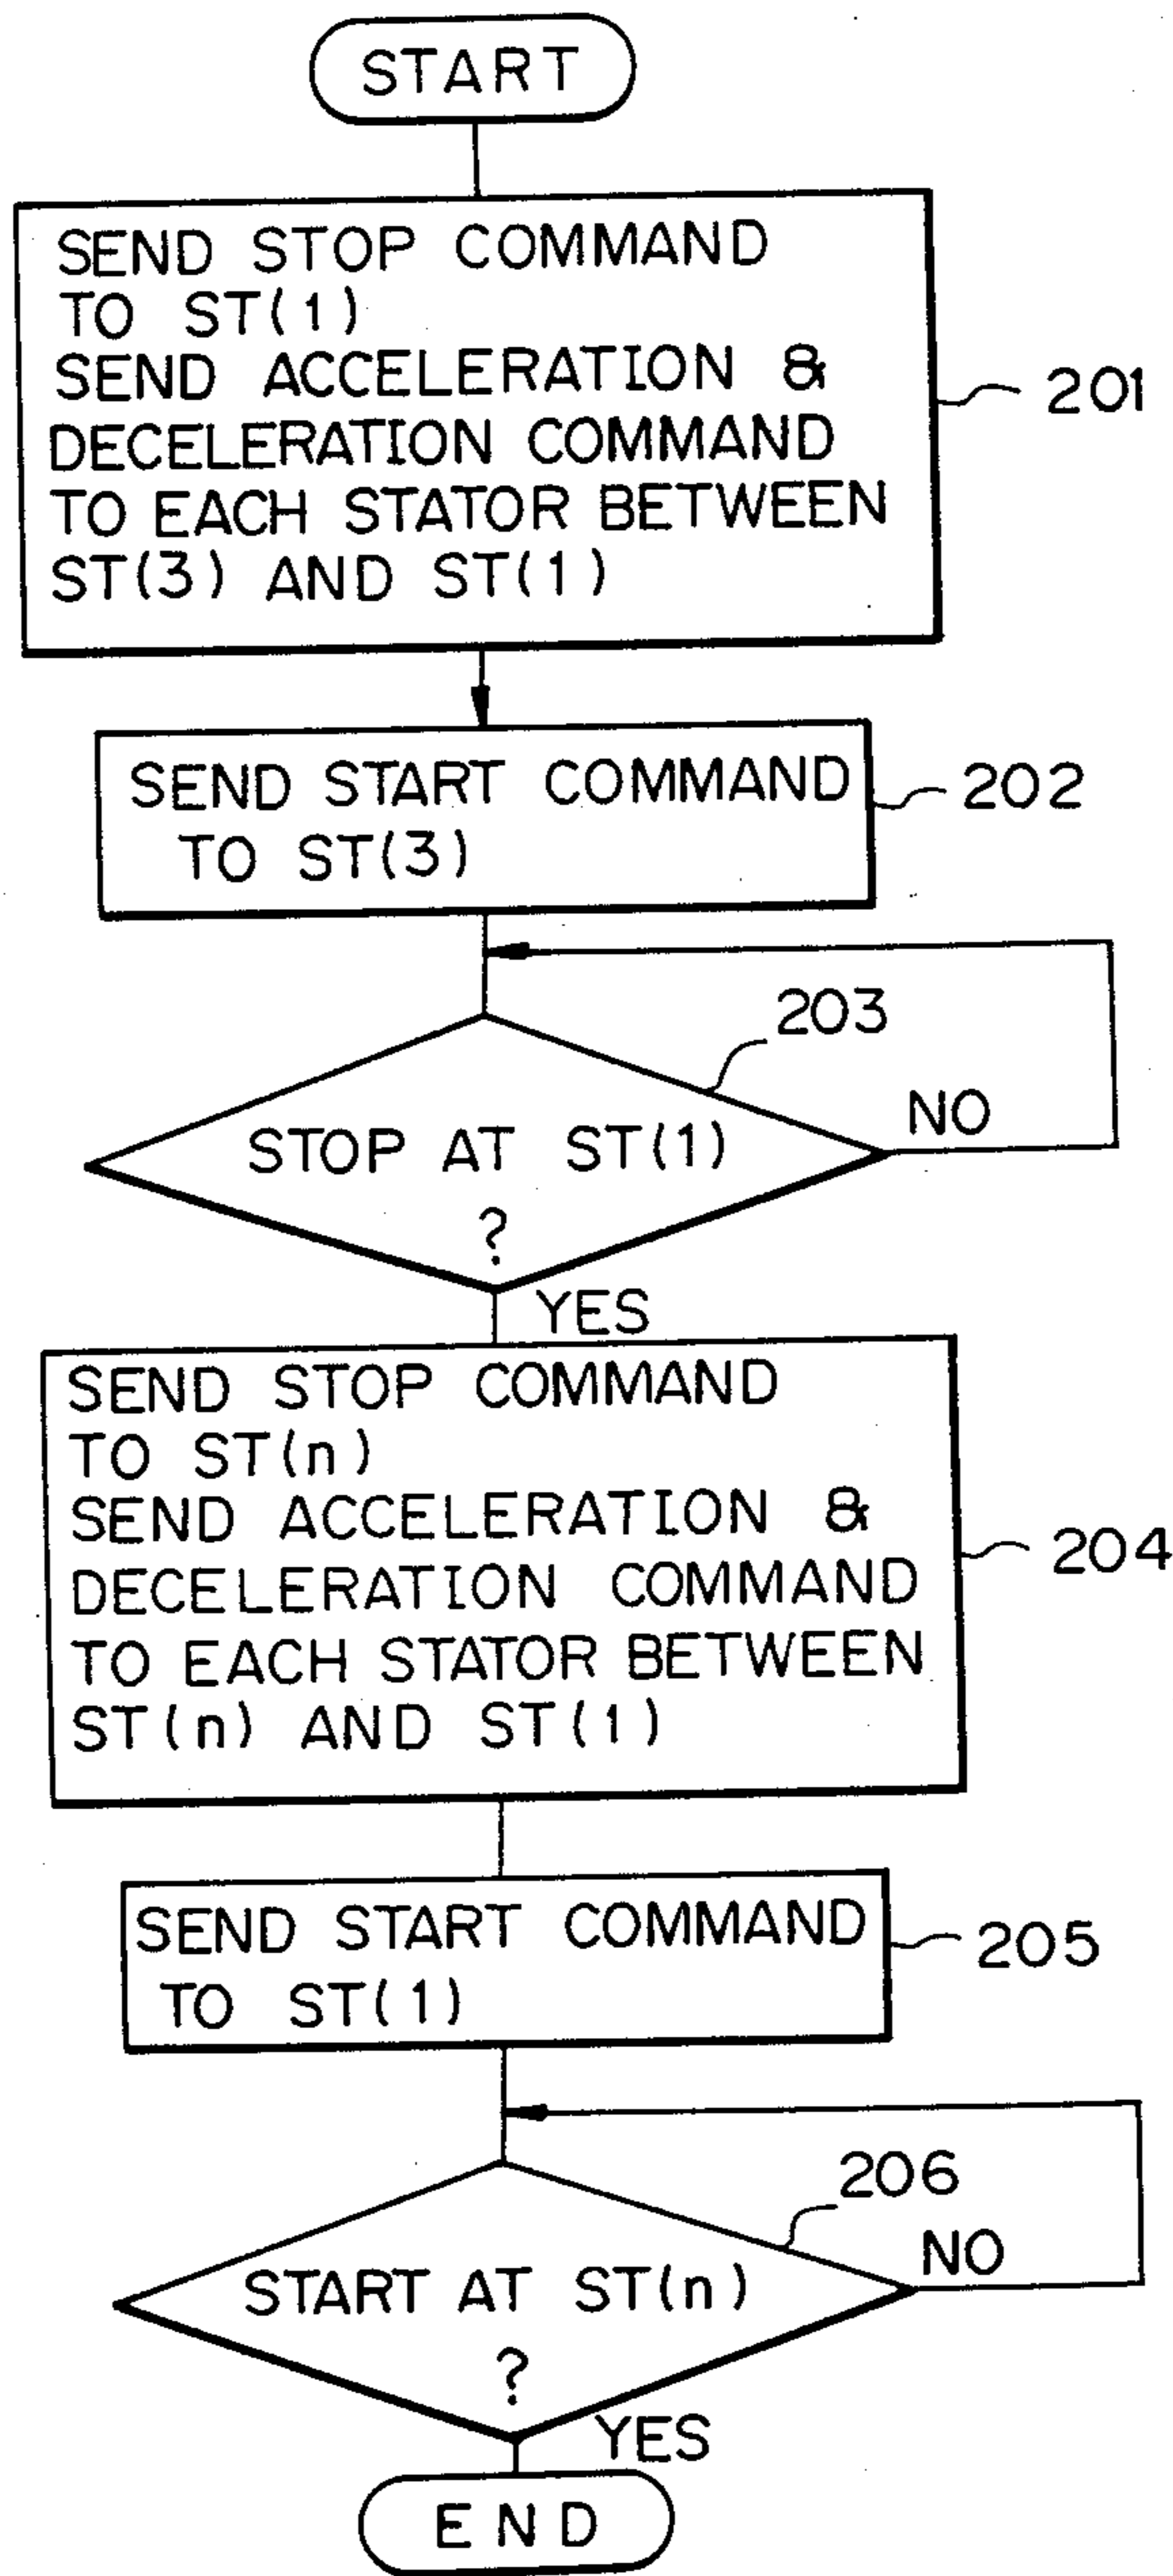 START
SEND STOP COMMAND
TO ST(1)
SEND ACCELERATION &
DECELERATION COMMAND
TO EACH STATOR BETWEEN
ST(3) AND ST(1)
201
SEND START COMMAND
TO ST(3)
202
203
STOP AT ST(1)
?
NO
YES
SEND STOP COMMAND
TO ST(n)
SEND ACCELERATION &
DECELERATION COMMAND
TO EACH STATOR BETWEEN
ST(n) AND ST(1)
204
SEND START COMMAND
TO ST(1)
205
206
START AT ST(n)
?
NO
YES
END